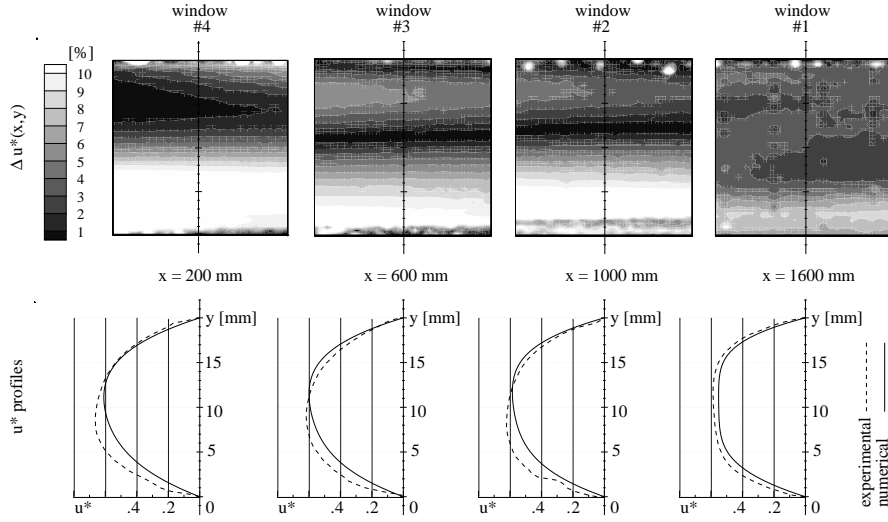 window window window window
#4 #3 #2 #1
[%]
10
9
8
7
6
5
4
3
2
1
Δ u*(x,y)
x = 200 mm x = 600 mm x = 1000 mm x = 1600 mm
y [mm] y [mm] y [mm] y [mm]
15 15 15 15
10 10 10 10
5 5 5 5
u* .4 .2 0 u* .4 .2 0 u* .4 .2 0 u* .4 .2 0
u* profiles
experimental
numerical